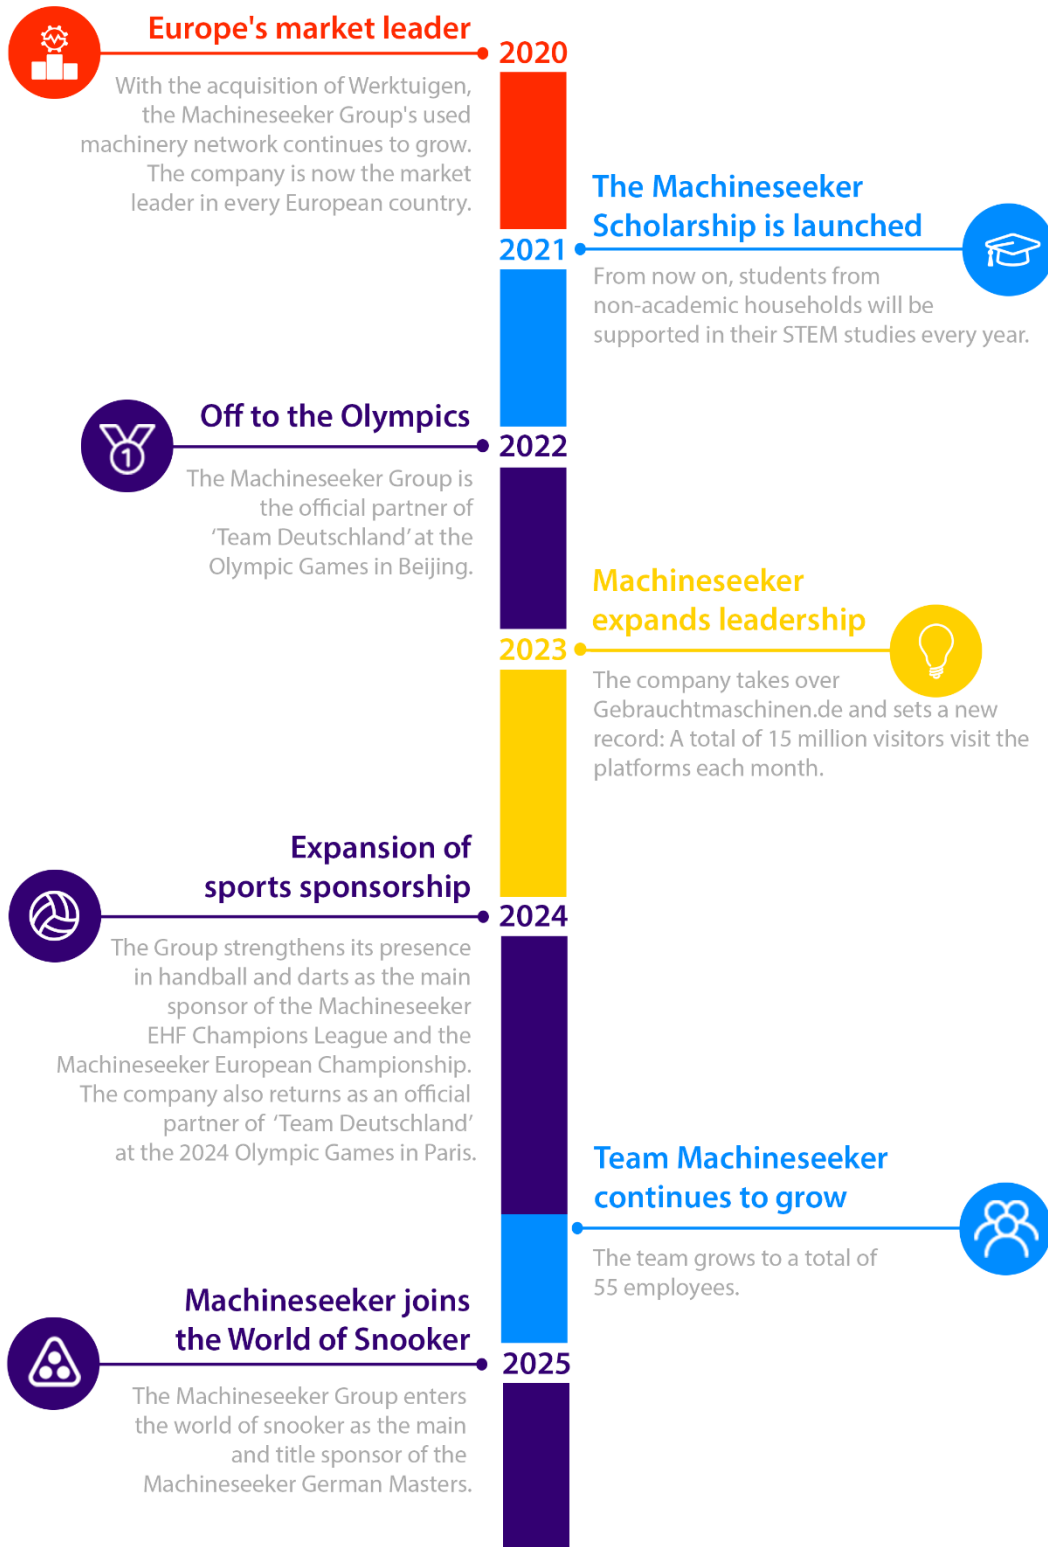 Europe's market leader
2020
With the acquisition of Werktuigen,
the Machineseeker Group's used
machinery network continues to grow.
The company is now the market
leader in every European country.
The Machineseeker
Scholarship is launched
2021
From now on, students from
non-academic households will be
supported in their STEM studies every year.
Off to the Olympics
2022
The Machineseeker Group is
the official partner of
‘Team Deutschland’ at the
Olympic Games in Beijing.
Machineseeker
expands leadership
2023
The company takes over
Gebrauchtmaschinen.de and sets a new
record: A total of 15 million visitors visit the
platforms each month.
Expansion of
sports sponsorship
2024
The Group strengthens its presence
in handball and darts as the main
sponsor of the Machineseeker
EHF Champions League and the
Machineseeker European Championship.
The company also returns as an official
partner of ‘Team Deutschland’
at the 2024 Olympic Games in Paris.
Team Machineseeker
continues to grow
The team grows to a total of
55 employees.
Machineseeker joins
the World of Snooker
2025
The Machineseeker Group enters
the world of snooker as the main
and title sponsor of the
Machineseeker German Masters.
1